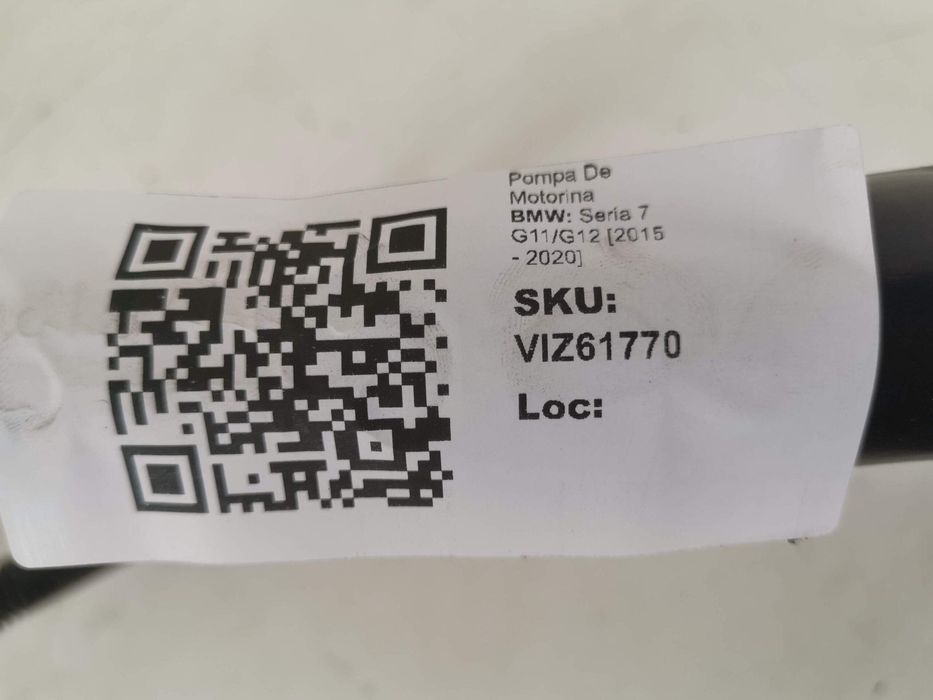 Pompa De
Motorina
BMW: Seria 7
G11/G12 [2015
- 2020]
SKU:
VIZ61770
Loc: